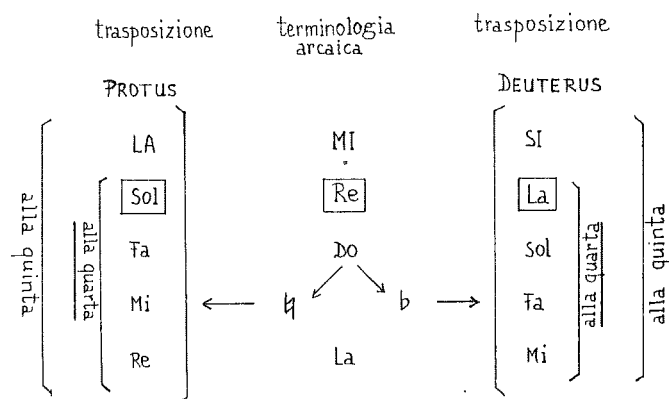 trasposizione terminologia trasposizione
arcaica
PROTUS DEUTERUS
LA MI SI
Sol Re La
Fa DO Sol
Mi ♮ ♭ Fa
Re La Mi
alla quinta
alla quarta
alla quarta
alla quinta